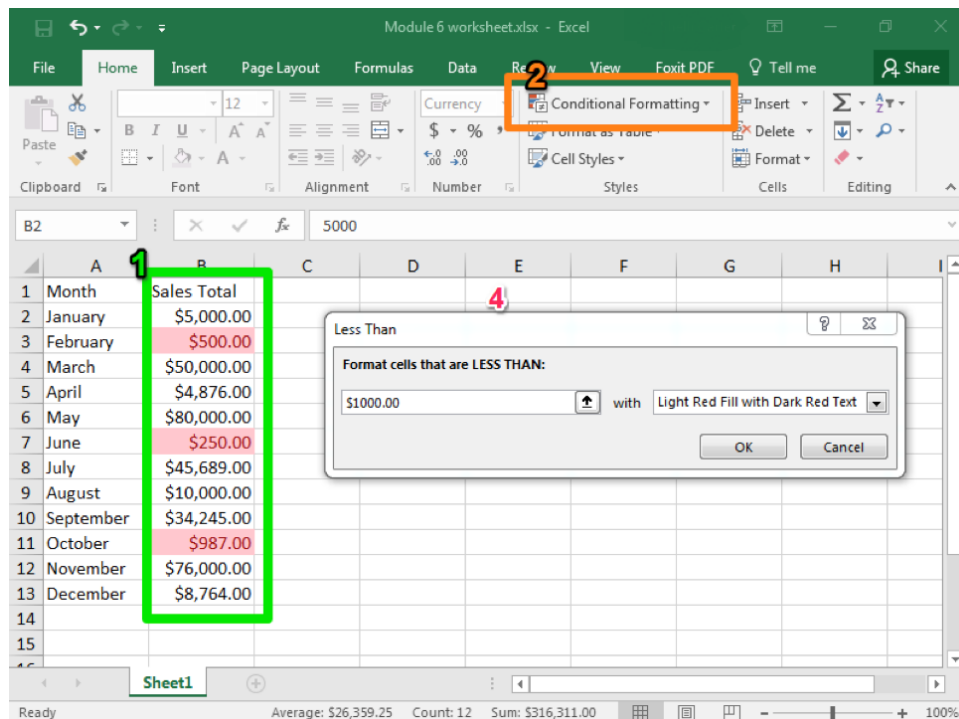 Module 6 worksheet.xlsx - Excel
File Home Insert Page Layout Formulas Data View Foxit PDF Tell me Share
2
12 Currency Conditional Formatting Insert Σ
Paste B I U A A $ % , Format as Table Delete
A .00 .0 Cell Styles Format
Clipboard Font Alignment Number Styles Cells Editing
B2 fx 5000
1
A B C D E F G H I
1 Month Sales Total
4
2 January $5,000.00
Less Than
3 February $500.00
Format cells that are LESS THAN:
4 March $50,000.00
5 April $4,876.00
$1000.00 with Light Red Fill with Dark Red Text
6 May $80,000.00
7 June $250.00
OK Cancel
8 July $45,689.00
9 August $10,000.00
10 September $34,245.00
11 October $987.00
12 November $76,000.00
13 December $8,764.00
14
15
Sheet1
Ready Average: $26,359.25 Count: 12 Sum: $316,311.00 100%